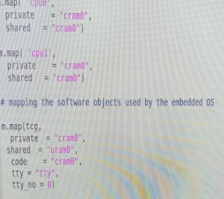 m.map( 'cpu0',
private = "cram0",
shared = "cram0")
m.map( 'cpu1',
private = "cram0",
shared = "cram0")
# mapping the software objects used by the embedded OS
m.map(tcg,
private = "cram0",
shared = "uram0",
code = "cram0",
tty = "tty",
tty_no = 0)